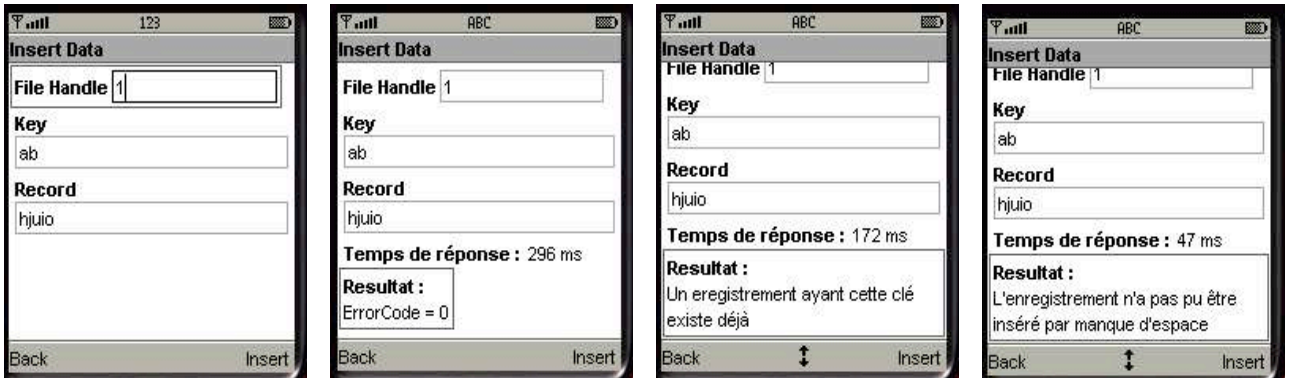 123
Insert Data
File Handle 1
Key
ab
Record
hjuio
Back Insert
ABC
Insert Data
File Handle 1
Key
ab
Record
hjuio
Temps de réponse : 296 ms
Resultat :
ErrorCode = 0
Back Insert
ABC
Insert Data
File Handle 1
Key
ab
Record
hjuio
Temps de réponse : 172 ms
Resultat :
Un eregistrement ayant cette clé
existe déjà
Back Insert
ABC
Insert Data
File Handle 1
Key
ab
Record
hjuio
Temps de réponse : 47 ms
Resultat :
L'enregistrement n'a pas pu être
inséré par manque d'espace
Back Insert